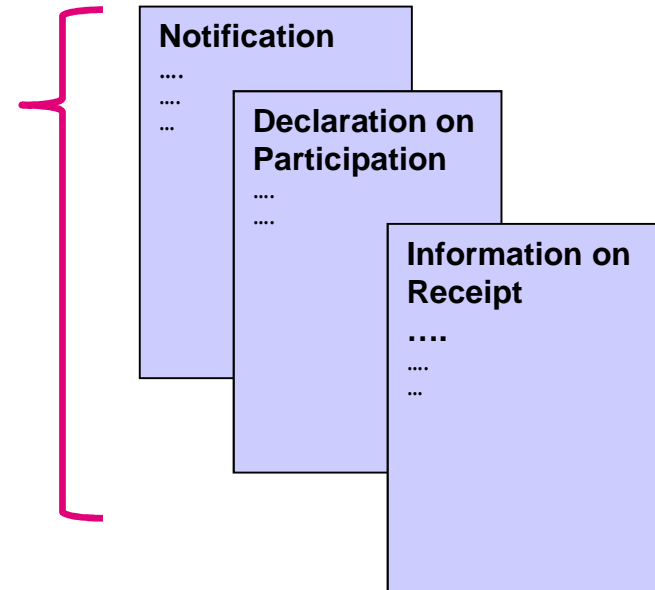 Notification
....
....
...
Declaration on
Participation
....
....
Information on
Receipt
....
....
...